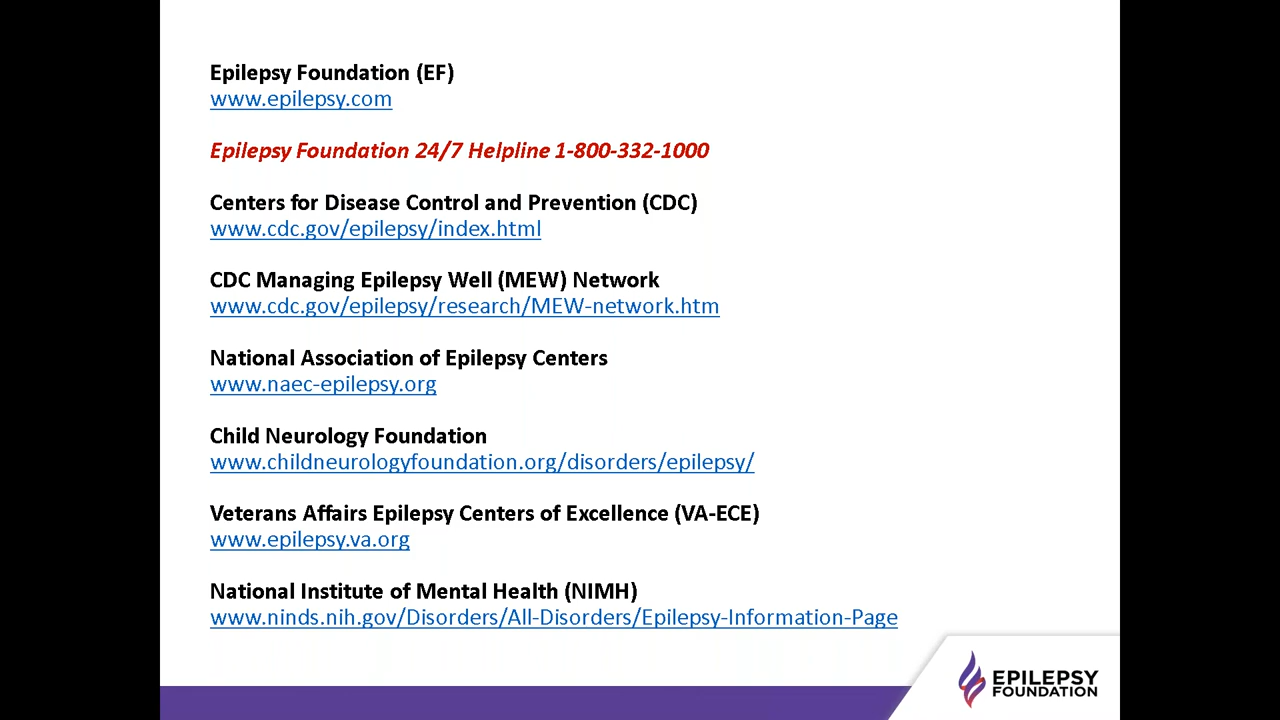 Epilepsy Foundation (EF)
www.epilepsy.com
Epilepsy Foundation 24/7 Helpline 1-800-332-1000
Centers for Disease Control and Prevention (CDC)
www.cdc.gov/epilepsy/index.html
CDC Managing Epilepsy Well (MEW) Network
www.cdc.gov/epilepsy/research/MEW-network.htm
National Association of Epilepsy Centers
www.naec-epilepsy.org
Child Neurology Foundation
www.childneurologyfoundation.org/disorders/epilepsy/
Veterans Affairs Epilepsy Centers of Excellence (VA-ECE)
www.epilepsy.va.org
National Institute of Mental Health (NIMH)
www.ninds.nih.gov/Disorders/All-Disorders/Epilepsy-Information-Page
EPILEPSY
FOUNDATION